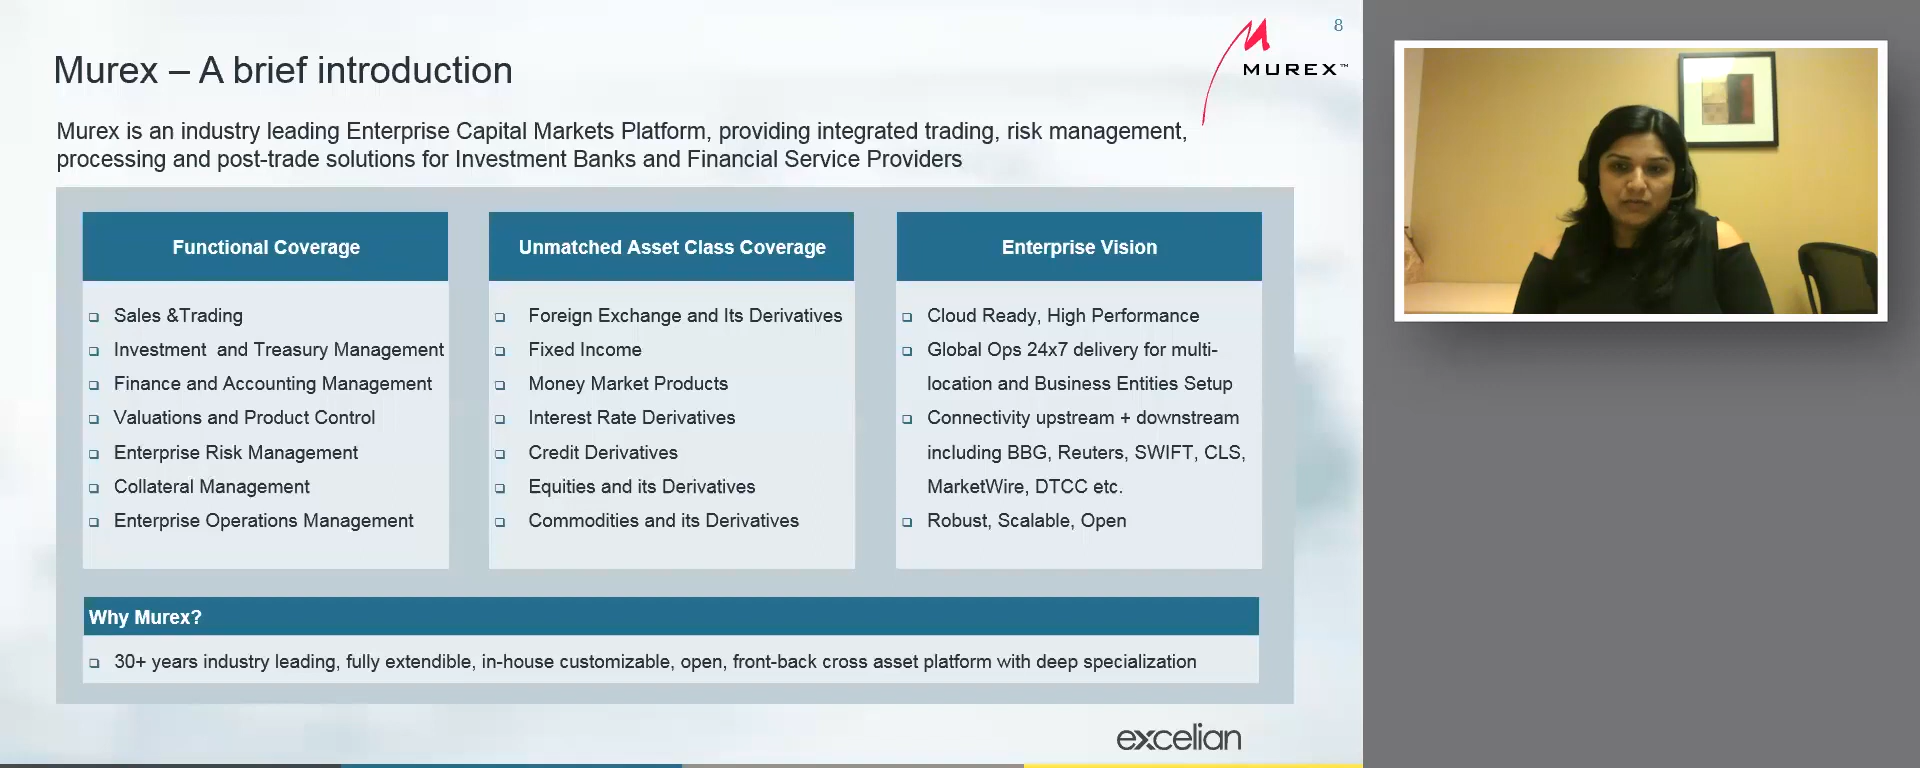 8
MUREX™
Murex – A brief introduction
Murex is an industry leading Enterprise Capital Markets Platform, providing integrated trading, risk management,
processing and post-trade solutions for Investment Banks and Financial Service Providers
Functional Coverage
Sales &Trading
Investment  and Treasury Management
Finance and Accounting Management
Valuations and Product Control
Enterprise Risk Management
Collateral Management
Enterprise Operations Management
Unmatched Asset Class Coverage
Foreign Exchange and Its Derivatives
Fixed Income
Money Market Products
Interest Rate Derivatives
Credit Derivatives
Equities and its Derivatives
Commodities and its Derivatives
Enterprise Vision
Cloud Ready, High Performance
Global Ops 24x7 delivery for multi-
location and Business Entities Setup
Connectivity upstream + downstream
including BBG, Reuters, SWIFT, CLS,
MarketWire, DTCC etc.
Robust, Scalable, Open
Why Murex?
30+ years industry leading, fully extendible, in-house customizable, open, front-back cross asset platform with deep specialization
excelian